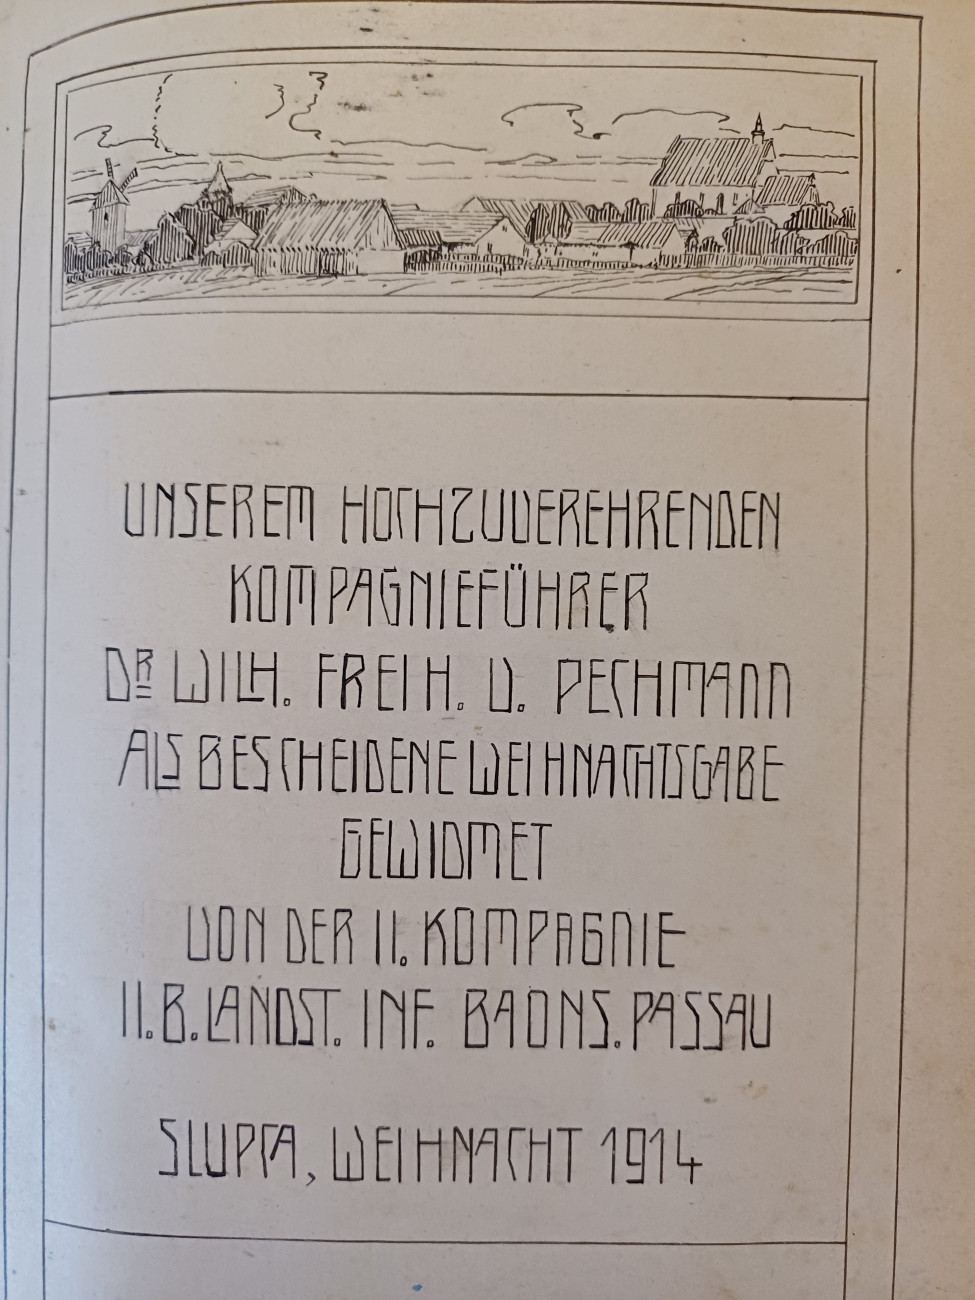 UNSEREM HOCHZUVEREHRENDEN
KOMPAGNIEFÜHRER
DR WILH. FREIH. V. PECHMANN
ALS BESCHEIDENE WEIHNACHTSGABE
GEWIDMET
VON DER II. KOMPAGNIE
II. B. LANDST. INF. BAONS. PASSAU
SLUPCA, WEIHNACHT 1914